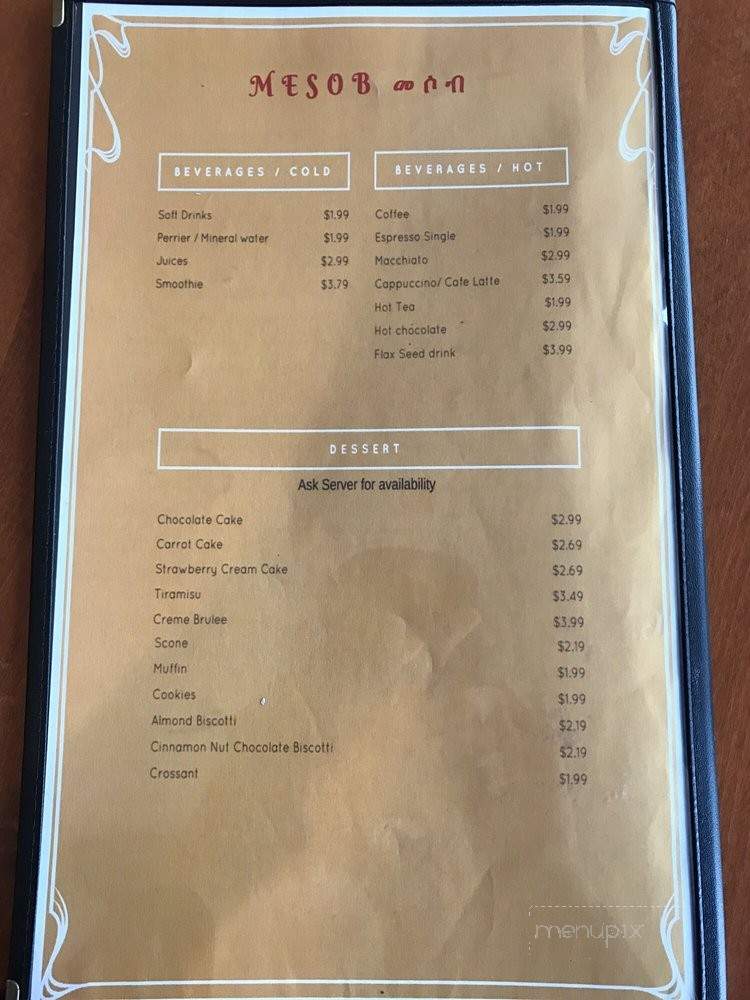 MESOB መሶብ
BEVERAGES / COLD
Soft Drinks $1.99
Perrier / Mineral water $1.99
Juices $2.99
Smoothie $3.79
BEVERAGES / HOT
Coffee $1.99
Espresso Single $1.99
Macchiato $2.99
Cappuccino/ Cafe Latte $3.59
Hot Tea $1.99
Hot chocolate $2.99
Flax Seed drink $3.99
DESSERT
Ask Server for availability
Chocolate Cake $2.99
Carrot Cake $2.69
Strawberry Cream Cake $2.69
Tiramisu $3.49
Creme Brulee $3.99
Scone $2.19
Muffin $1.99
Cookies $1.99
Almond Biscotti $2.19
Cinnamon Nut Chocolate Biscotti $2.19
Crossant $1.99
menupix